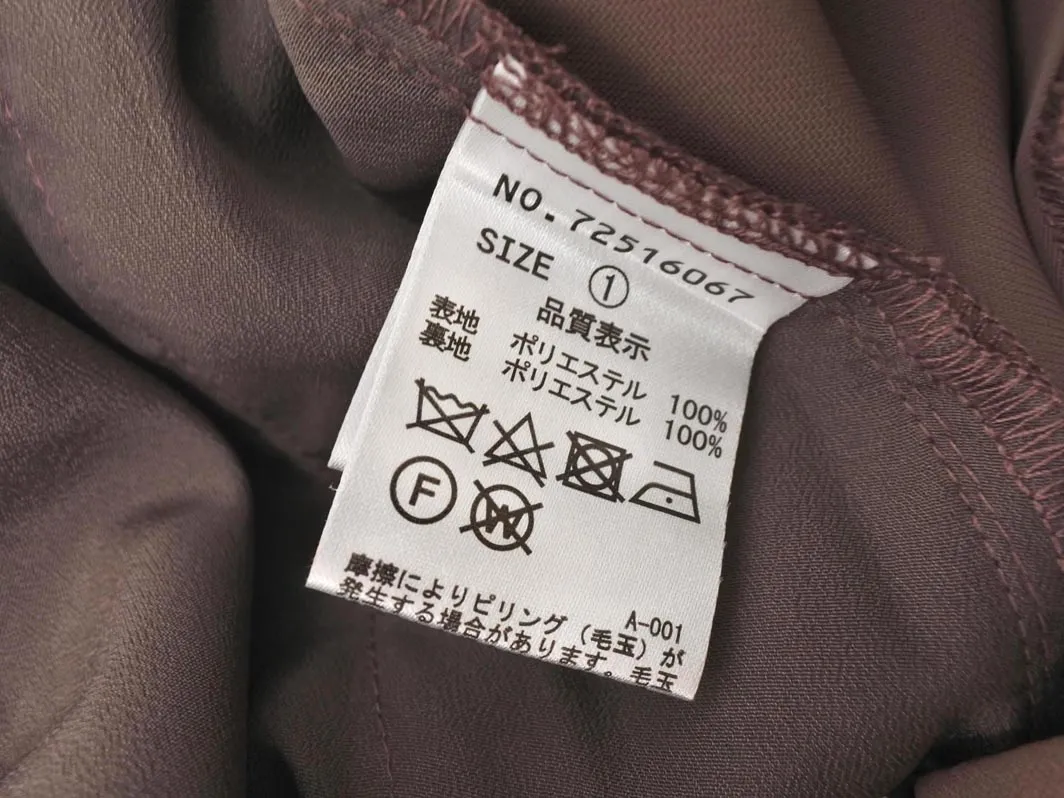 NO. 72516067
SIZE ①
品質表示
表地 ポリエステル 100%
裏地 ポリエステル 100%
F W
A-001
摩擦によりピリング（毛玉）が
発生する場合があります。毛玉